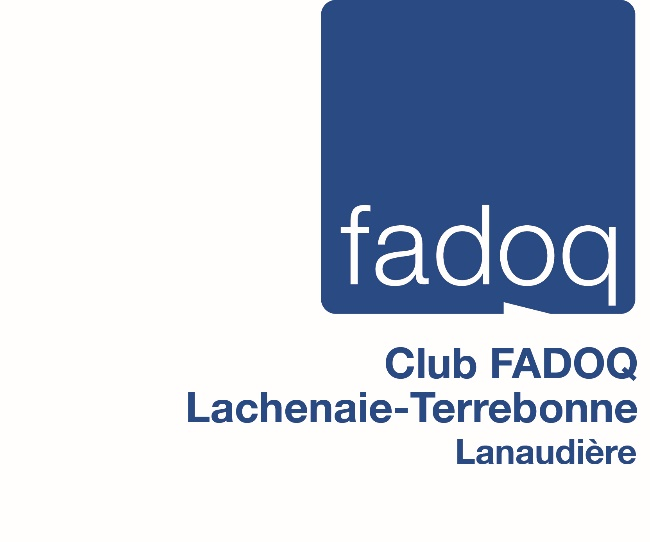 fadoq
Club FADOQ
Lachenaie-Terrebonne
Lanaudière